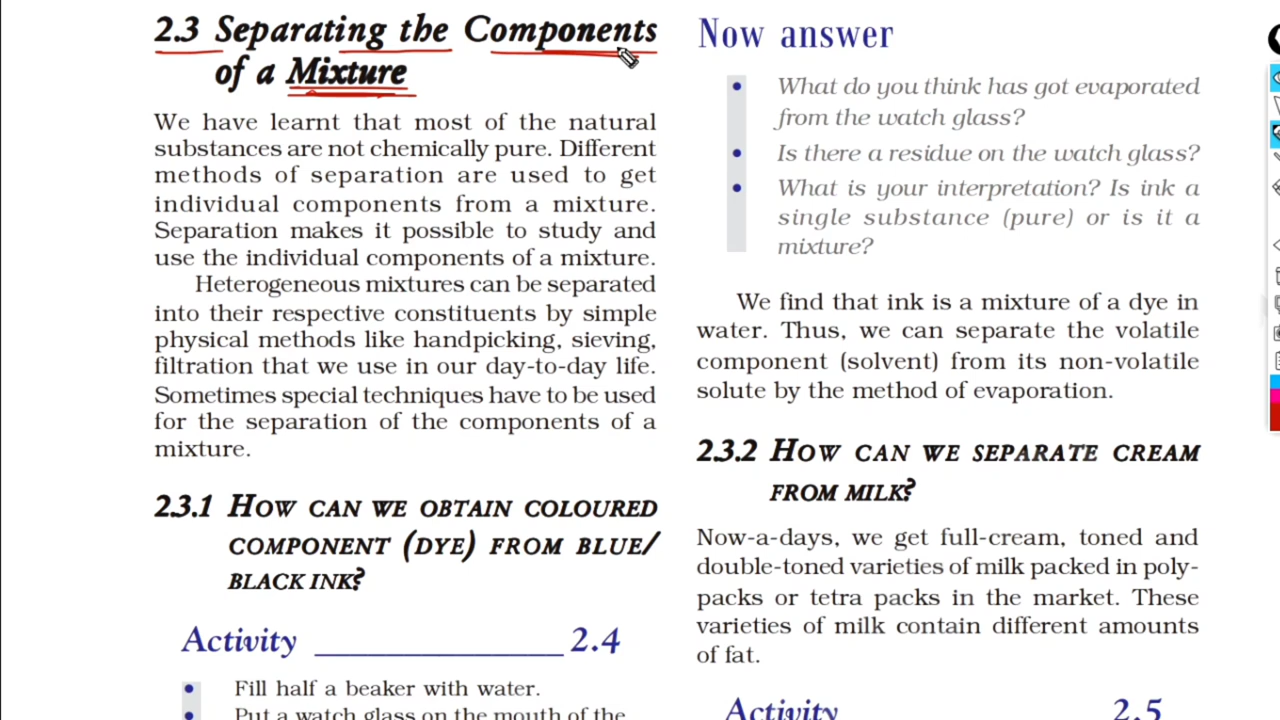 2.3 Separating the Components
of a Mixture
We have learnt that most of the natural
substances are not chemically pure. Different
methods of separation are used to get
individual components from a mixture.
Separation makes it possible to study and
use the individual components of a mixture.
Heterogeneous mixtures can be separated
into their respective constituents by simple
physical methods like handpicking, sieving,
filtration that we use in our day-to-day life.
Sometimes special techniques have to be used
for the separation of the components of a
mixture.
2.3.1 HOW CAN WE OBTAIN COLOURED
COMPONENT (DYE) FROM BLUE/
BLACK INK?
Activity ________________ 2.4
• Fill half a beaker with water.
• Put a watch glass on the mouth of the
Now answer
• What do you think has got evaporated
from the watch glass?
• Is there a residue on the watch glass?
• What is your interpretation? Is ink a
single substance (pure) or is it a
mixture?
We find that ink is a mixture of a dye in
water. Thus, we can separate the volatile
component (solvent) from its non-volatile
solute by the method of evaporation.
2.3.2 HOW CAN WE SEPARATE CREAM
FROM MILK?
Now-a-days, we get full-cream, toned and
double-toned varieties of milk packed in poly-
packs or tetra packs in the market. These
varieties of milk contain different amounts
of fat.
Activity 2.5